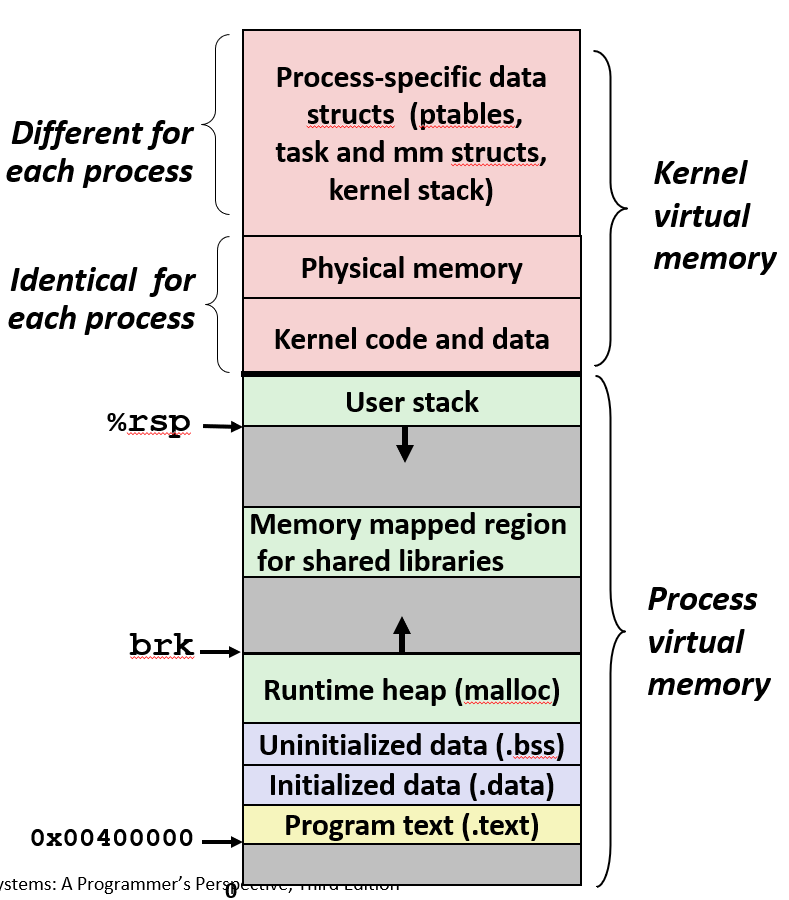 Process-specific data
structs (ptables,
task and mm structs,
kernel stack)
Different for
each process
Kernel
virtual
memory
Physical memory
Identical for
each process
Kernel code and data
User stack
%rsp
Memory mapped region
for shared libraries
Process
virtual
memory
brk
Runtime heap (malloc)
Uninitialized data (.bss)
Initialized data (.data)
Program text (.text)
0x00400000
ystems: A Programmer's Perspective, Third Edition
0